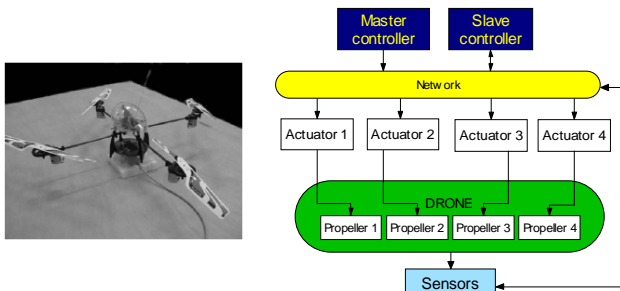 Master
controller
Slave
controller
Network
Actuator 1
Actuator 2
Actuator 3
Actuator 4
DRONE
Propeller 1
Propeller 2
Propeller 3
Propeller 4
Sensors